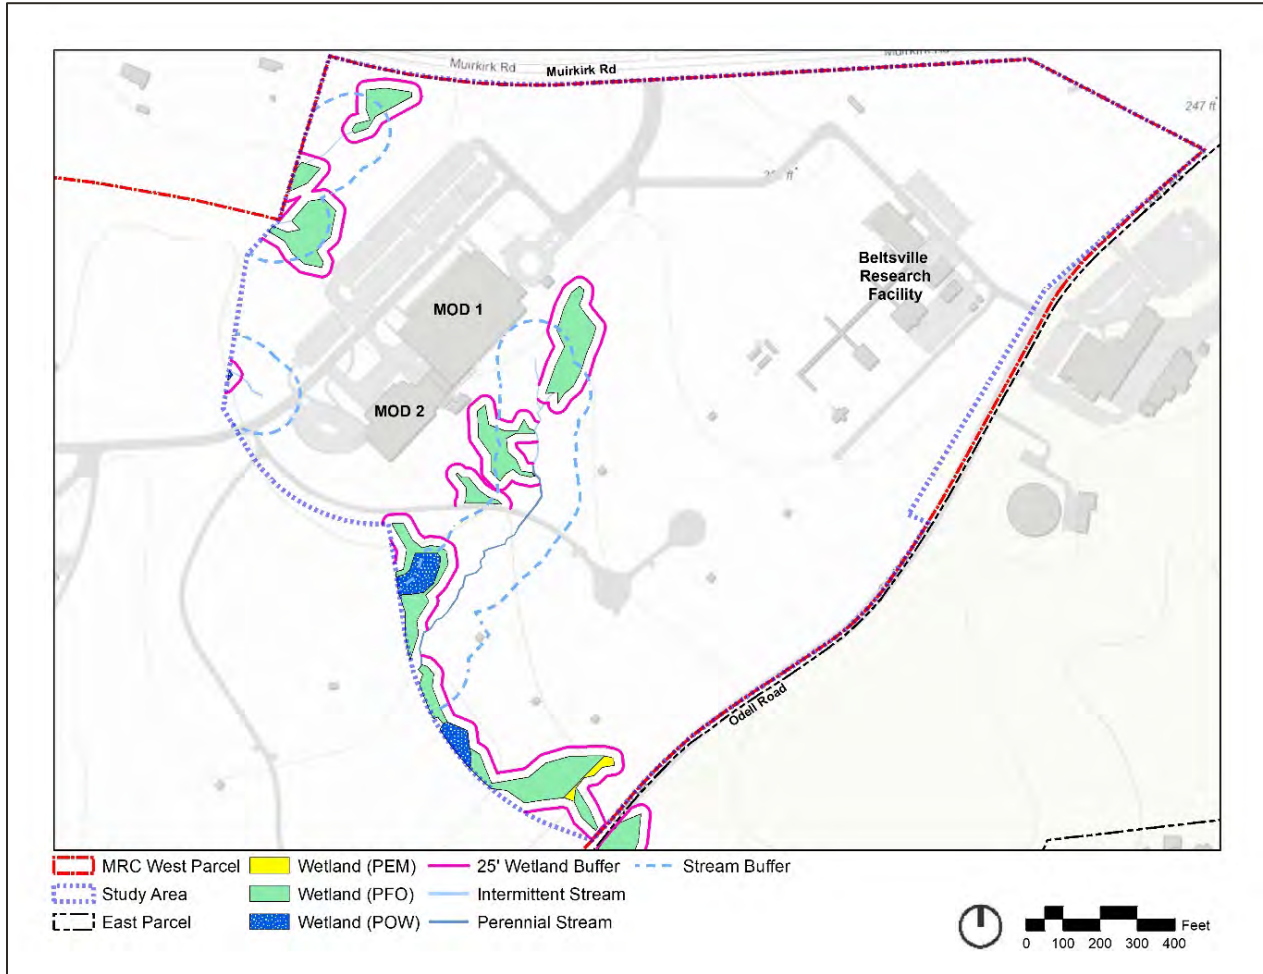 Muirkirk Rd
Muirkirk Rd
247 ft
Beltsville
Research
Facility
MOD 1
MOD 2
Odell Road
MRC West Parcel
Wetland (PEM)
25' Wetland Buffer
Stream Buffer
Study Area
Wetland (PFO)
Intermittent Stream
East Parcel
Wetland (POW)
Perennial Stream
Feet
0 100 200 300 400